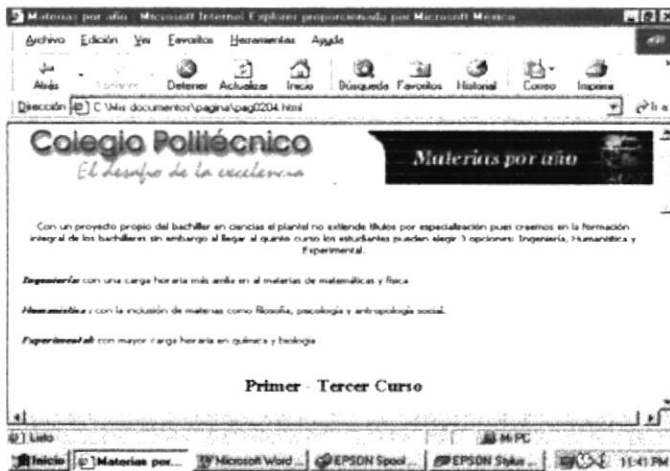 Materias por año - Microsoft Internet Explorer proporcionado por Microsoft Mexico
Archivo Edición Ver Favoritos Herramientas Ayuda
Atrás Detener Actualizar Inicio Búsqueda Favoritos Historial Correo Imprimir
Dirección C:\Mis documentos\pagina\pag0204.html
Colegio Politécnico
El desafío de la excelencia
Materias por año
Con un proyecto propio del bachiller en ciencias el plantel no extiende títulos por especialización pues creemos en la formación
integral de los bachilleres sin embargo al llegar al quinto curso los estudiantes pueden elegir 3 opciones: Ingeniería, Humanística y
Experimental.
Ingeniería: con una carga horaria más en al materias de matemáticas y física
Humanística : con la inclusión de materias como filosofía, psicología y antropología social.
Experimental: con mayor carga horaria en química y biología
Primer - Tercer Curso
Listo Mi PC
Inicio Materias por... Microsoft Word... EPSON Spool... EPSON Stylus... 11:41 PM